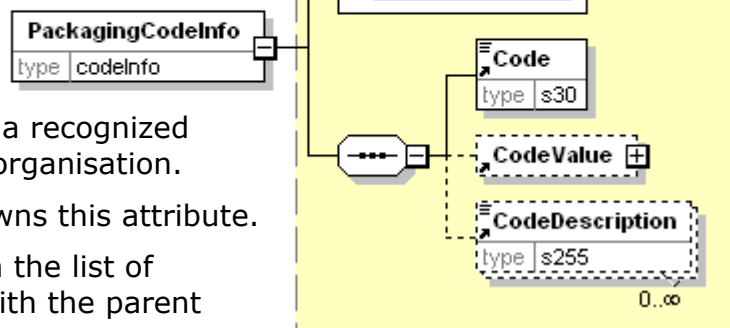 PackagingCodeInfo
type codeInfo
a recognized
organisation.
wns this attribute.
the list of
ith the parent
Code
type s30
CodeValue
CodeDescription
type s255
0..∞